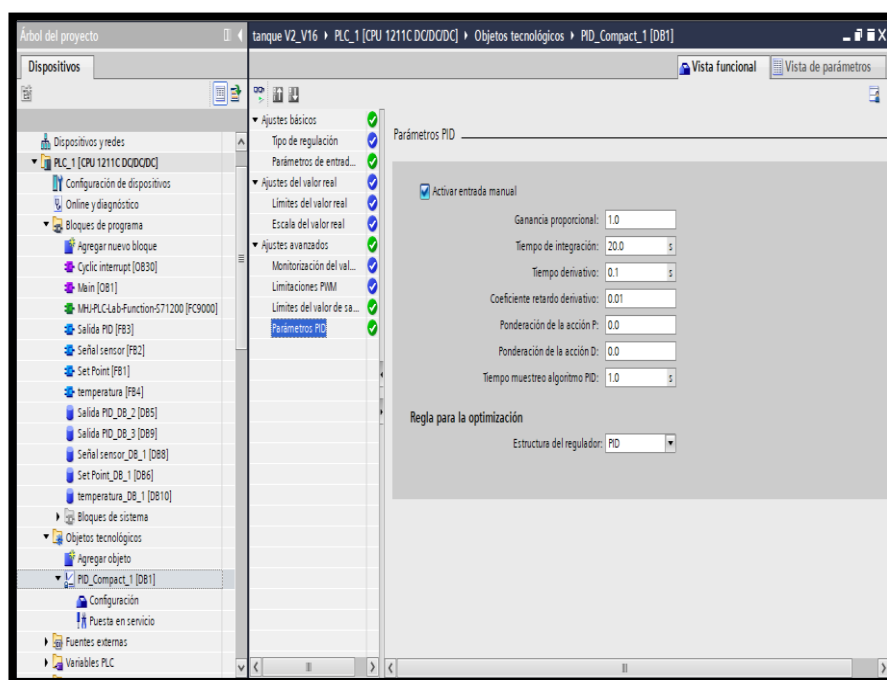 Árbol del proyecto
tanque V2_V16 ▸ PLC_1 [CPU 1211C DC/DC/DC] ▸ Objetos tecnológicos ▸ PID_Compact_1 [DB1]
Dispositivos
Vista funcional
Vista de parámetros
Dispositivos y redes
PLC_1 [CPU 1211C DC/DC/DC]
Configuración de dispositivos
Online y diagnóstico
Bloques de programa
Agregar nuevo bloque
Cyclic interrupt [OB30]
Main [OB1]
MHJ-PLC-Lab-Function-S71200 [FC9000]
Salida PID [FB3]
Señal sensor [FB2]
Set Point [FB1]
temperatura [FB4]
Salida PID_DB_2 [DB5]
Salida PID_DB_3 [DB9]
Señal sensor_DB_1 [DB8]
Set Point_DB_1 [DB6]
temperatura_DB_1 [DB10]
Bloques de sistema
Objetos tecnológicos
Agregar objeto
PID_Compact_1 [DB1]
Configuración
Puesta en servicio
Fuentes externas
Variables PLC
Ajustes básicos
Tipo de regulación
Parámetros de entrad...
Ajustes del valor real
Límites del valor real
Escala del valor real
Ajustes avanzados
Monitorización del val...
Limitaciones PWM
Límites del valor de sa...
Parámetros PID
Parámetros PID
Activar entrada manual
Ganancia proporcional: 1.0
Tiempo de integración: 20.0 s
Tiempo derivativo: 0.1 s
Coeficiente retardo derivativo: 0.01
Ponderación de la acción P: 0.0
Ponderación de la acción D: 0.0
Tiempo muestreo algoritmo PID: 1.0 s
Regla para la optimización
Estructura del regulador: PID